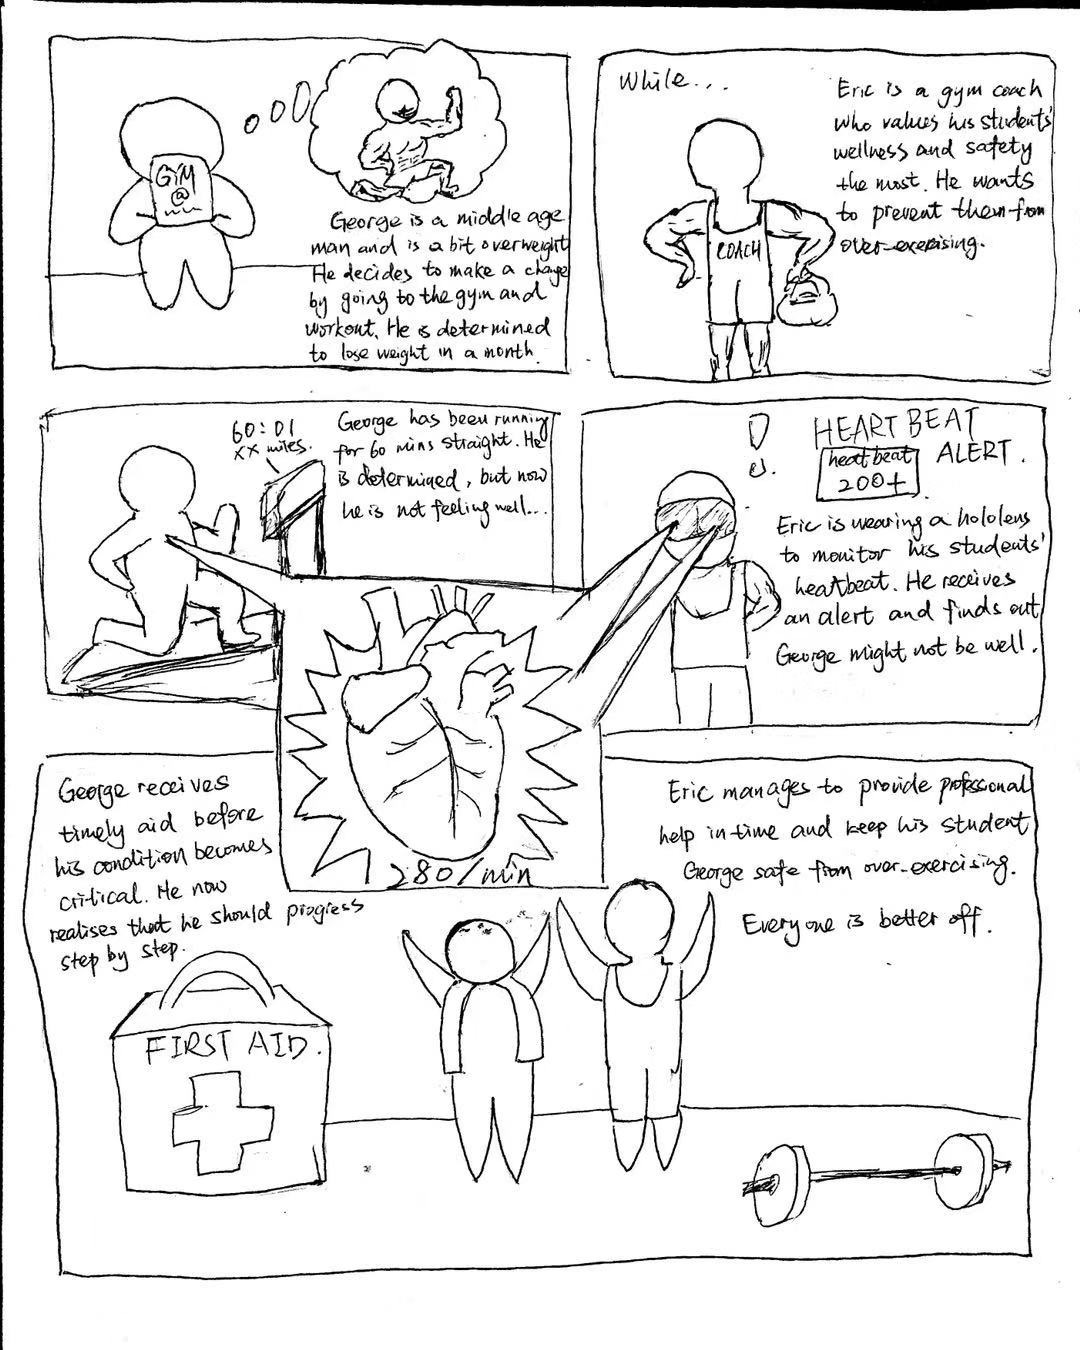 GYM
@
George is a middle age
man and is a bit overweight
He decides to make a change
by going to the gym and
workout. He is determined
to lose weight in a month.
While...
Eric is a gym coach
who values his students'
wellness and safety
the most. He wants
to prevent them from
over-exercising.
COACH
60:01
XX miles.
George has been running
for 60 mins straight. He
is determined, but now
he is not feeling well...
HEART BEAT
ALERT.
heatbeat
200+
Eric is wearing a hololens
to monitor his students'
heatbeat. He receives
an alert and finds out
George might not be well.
280/min
George receives
timely aid before
his condition becomes
critical. He now
realises that he should progress
step by step.
FIRST AID.
Eric manages to provide professional
help in time and keep his student
George safe from over-exercising.
Everyone is better off.